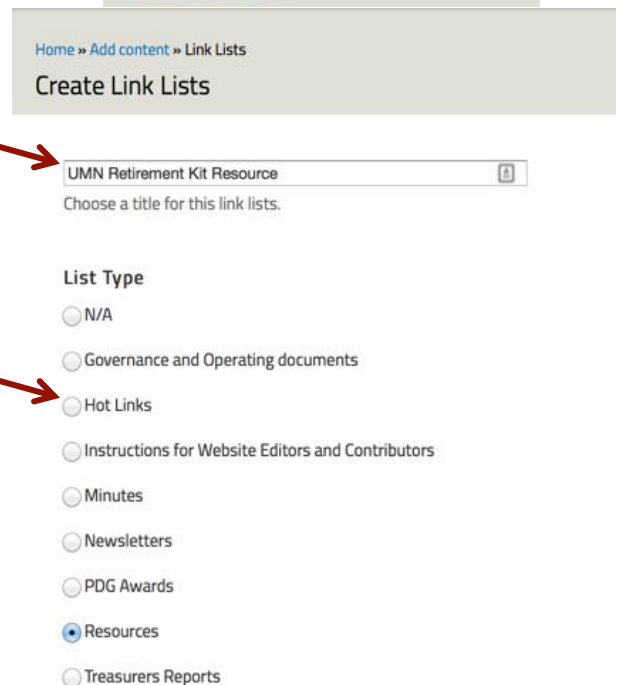 Home » Add content » Link Lists
Create Link Lists
UMN Retirement Kit Resource
Choose a title for this link lists.
List Type
N/A
Governance and Operating documents
Hot Links
Instructions for Website Editors and Contributors
Minutes
Newsletters
PDG Awards
Resources
Treasurers Reports